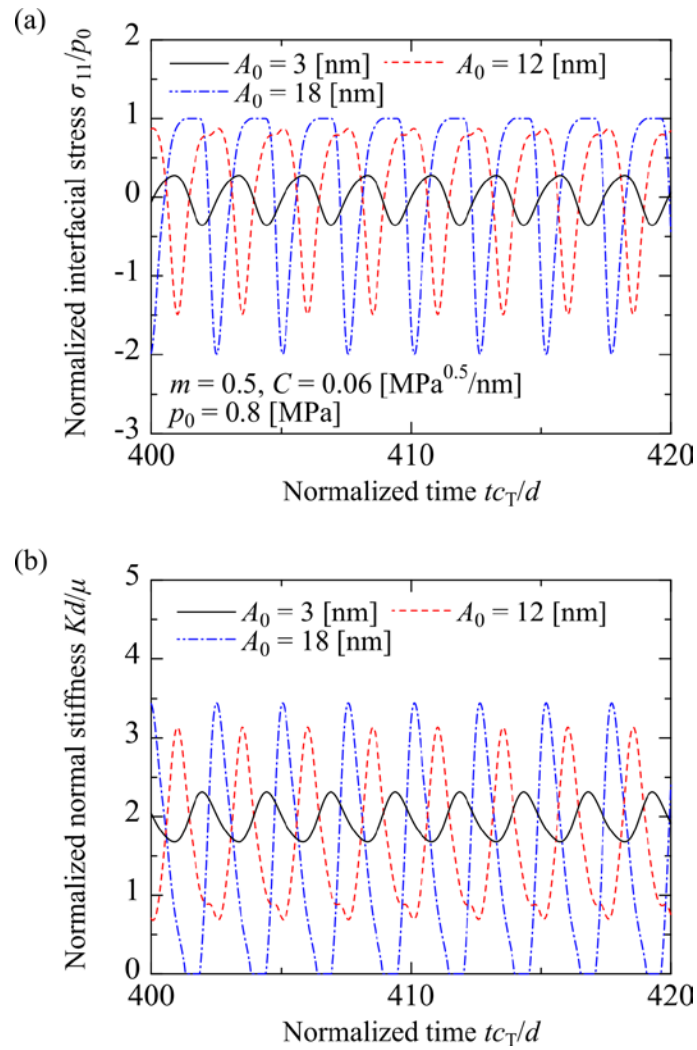 (a)
Normalized interfacial stress σ₁₁/p₀
2
1
0
-1
-2
-3
A₀ = 3 [nm] A₀ = 12 [nm]
A₀ = 18 [nm]
m = 0.5, C = 0.06 [MPa⁰·⁵/nm]
p₀ = 0.8 [MPa]
400 410 420
Normalized time tc_T/d
(b)
Normalized normal stiffness Kd/μ
5
4
3
2
1
0
A₀ = 3 [nm] A₀ = 12 [nm]
A₀ = 18 [nm]
400 410 420
Normalized time tc_T/d